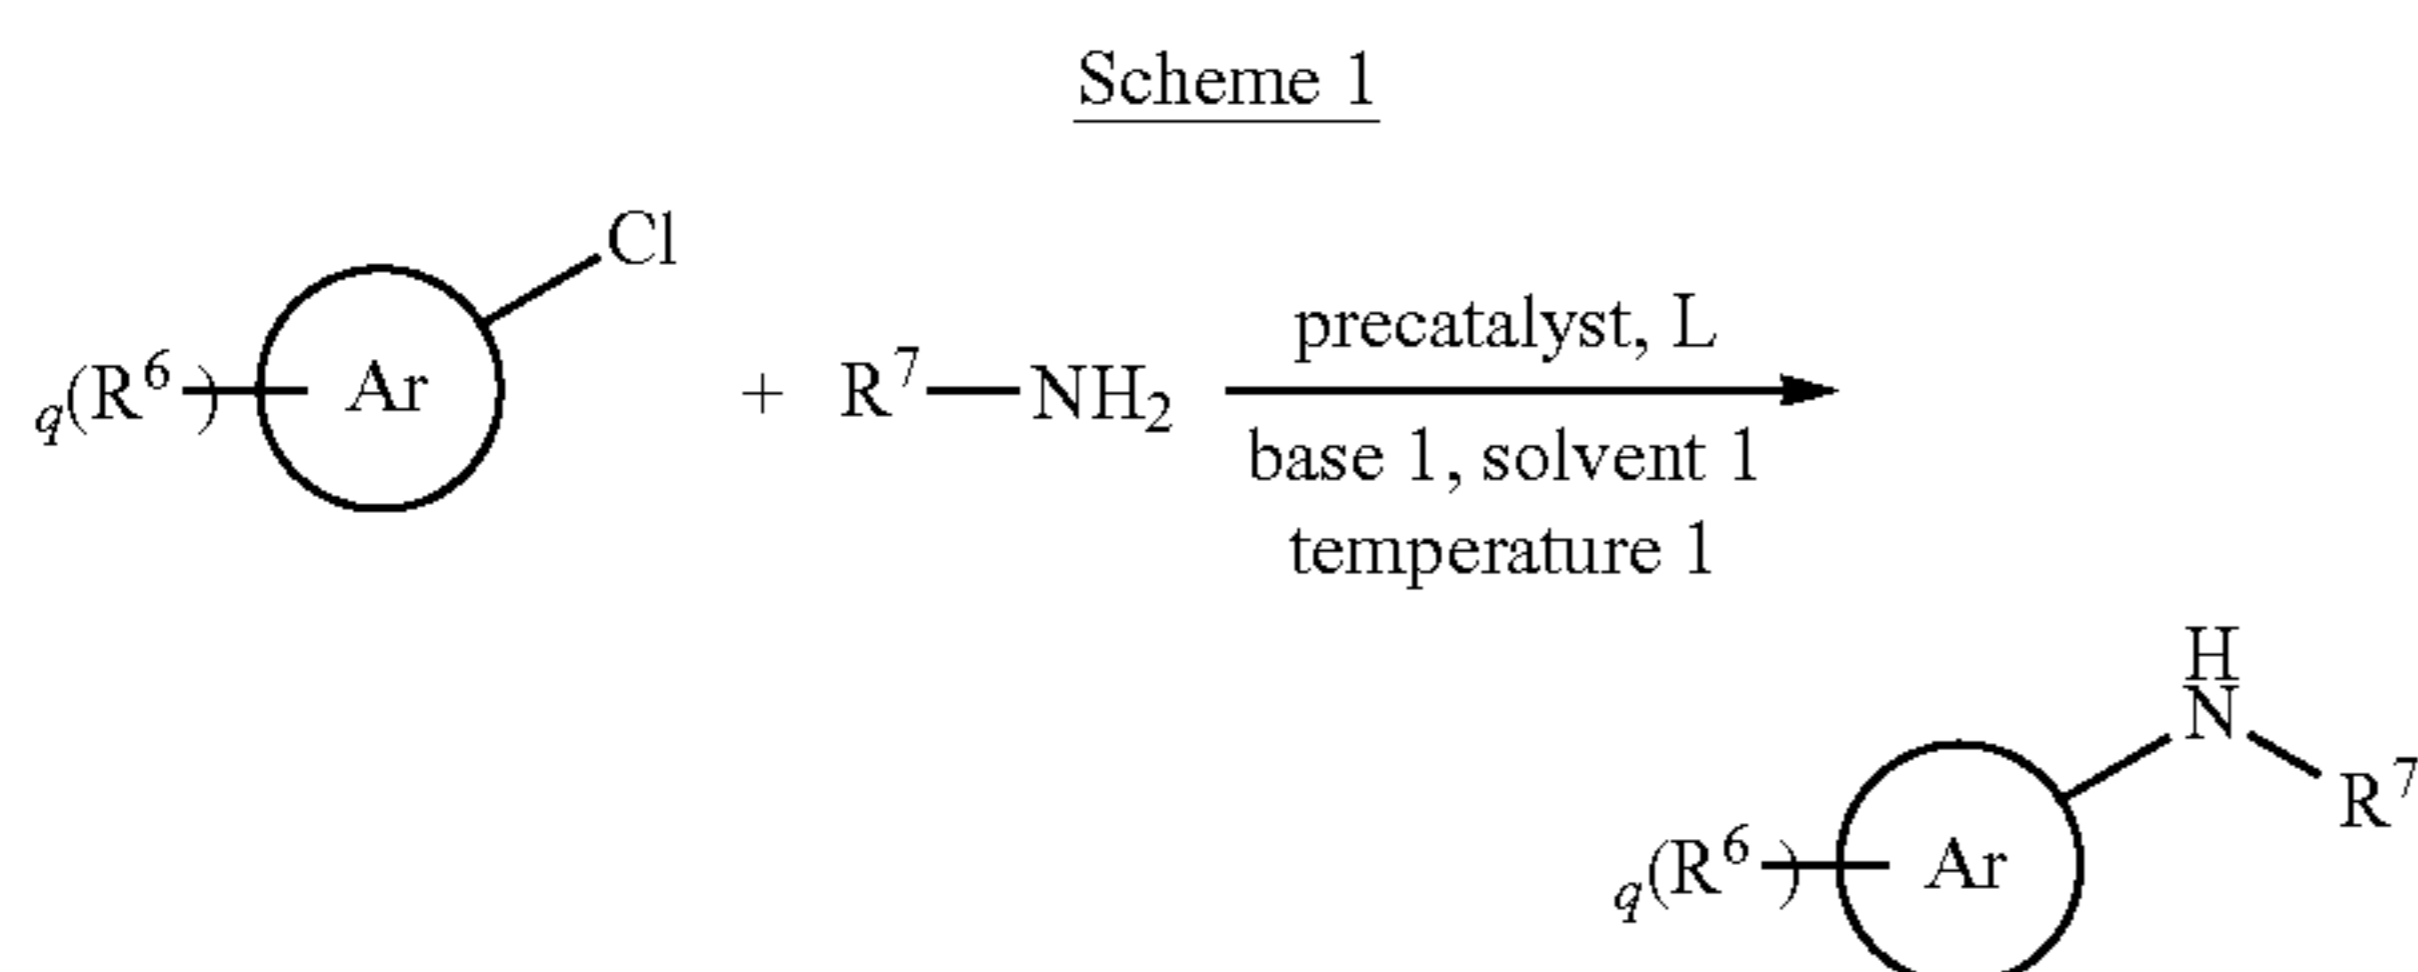 Scheme 1
Cl
q(R6) Ar + R7—NH2 precatalyst, L
base 1, solvent 1
temperature 1
H
N
R7
q(R6) Ar